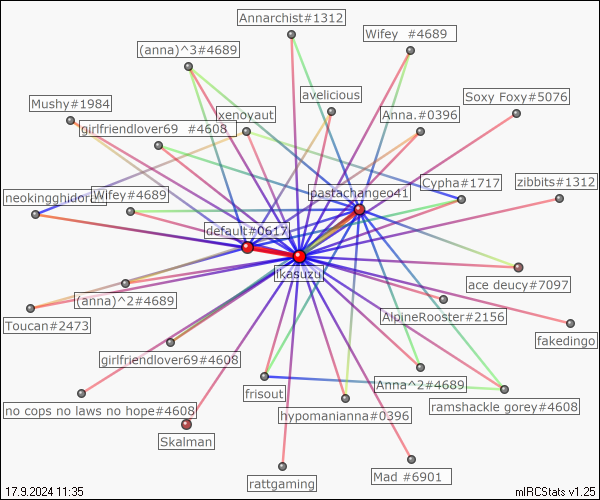 Annarchist#1312
Wifey #4689
(anna)^3#4689
avelicious
Soxy Foxy#5076
Mushy#1984
xenoyaut
Anna.#0396
girlfriendlover69 #4608
neokingghidor
Wifey#4689
pastachangeo41
Cypha#1717
zibbits#1312
default#0617
ikasuzu
(anna)^2#4689
ace deucy#7097
Toucan#2473
AlpineRooster#2156
fakedingo
girlfriendlover69#4608
frisout
Anna^2#4689
no cops no laws no hope#4608
hypomanianna#0396
ramshackle gorey#4608
Skalman
rattgaming
Mad #6901
17.9.2024 11:35
mIRCStats v1.25